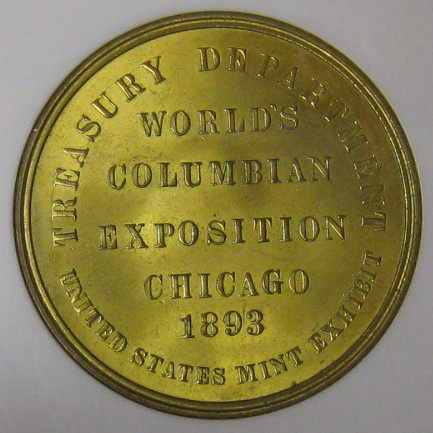 TREASURY DEPARTMENT
WORLD'S
COLUMBIAN
EXPOSITION
CHICAGO
1893
UNITED STATES MINT EXHIBIT